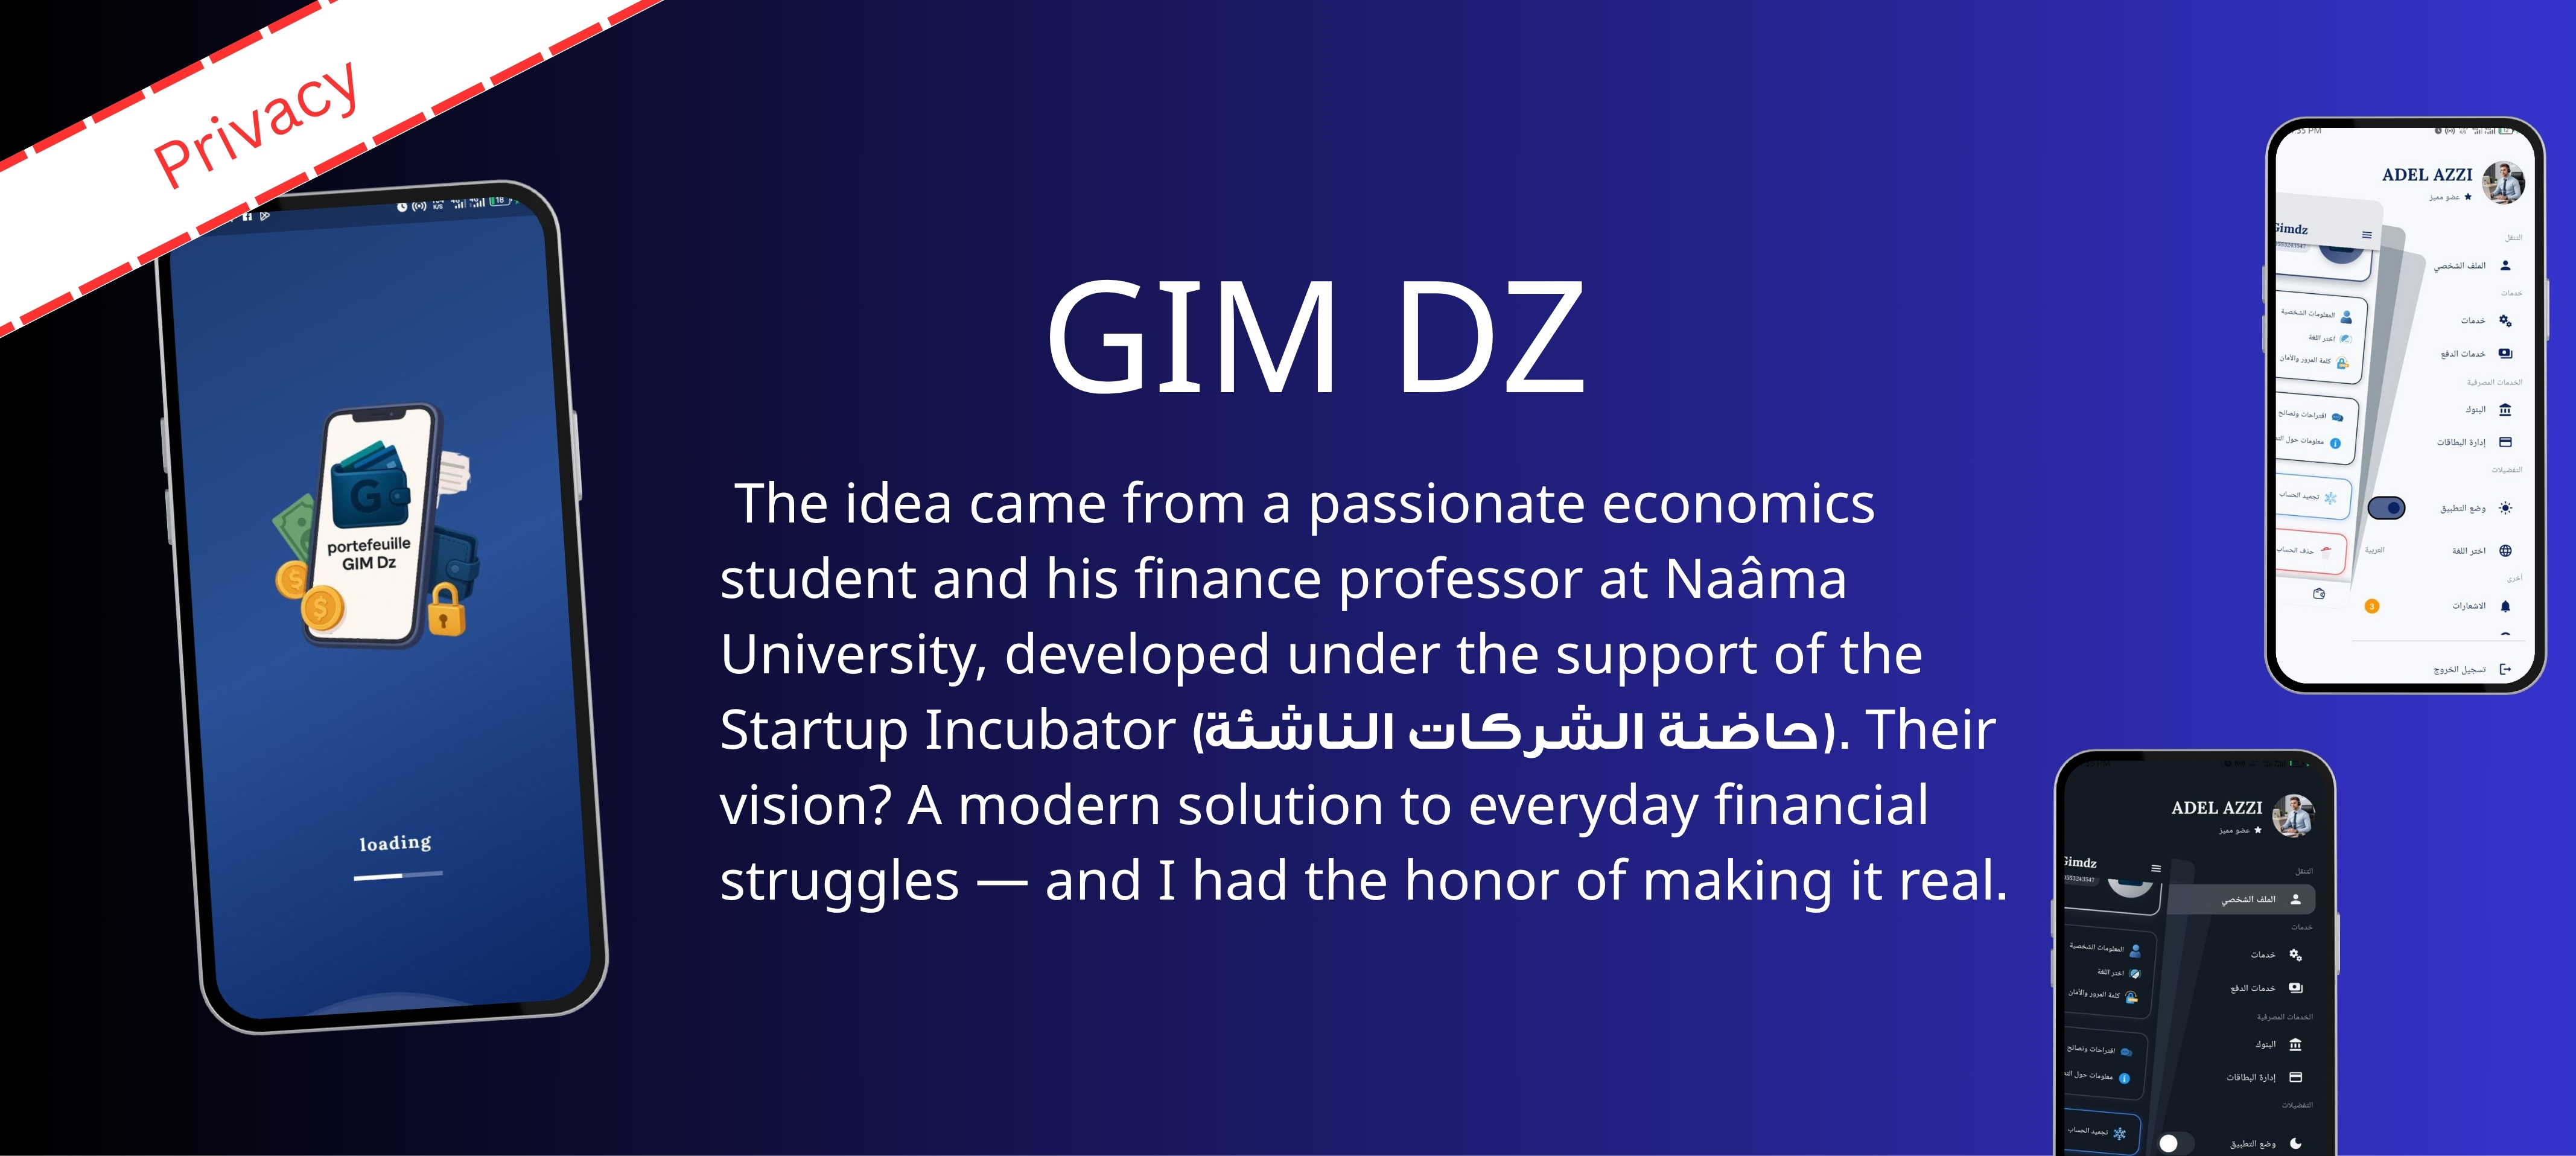 Privacy
18
G
portefeuille
GIM Dz
loading
GIM DZ
The idea came from a passionate economics
student and his finance professor at Naâma
University, developed under the support of the
Startup Incubator (حاضنة الشركات الناشئة). Their
vision? A modern solution to everyday financial
struggles — and I had the honor of making it real.
:35 PM
ADEL AZZI
عضو مميز
Gimdz
التنقل
الملف الشخصي
خدمات
خدمات
خدمات الدفع
الخدمات المصرفية
البنوك
إدارة البطاقات
التفضيلات
وضع التطبيق
اختر اللغة
العربية
أخرى
الاشعارات
3
تسجيل الخروج
المعلومات الشخصية
اختر اللغة
كلمة المرور والأمان
اقتراحات ونصائح
معلومات حول
تجميد الحساب
حذف الحساب
ADEL AZZI
عضو مميز
Gimdz
0553243547
التنقل
الملف الشخصي
خدمات
خدمات
خدمات الدفع
الخدمات المصرفية
البنوك
إدارة البطاقات
التفضيلات
وضع التطبيق
المعلومات الشخصية
اختر اللغة
كلمة المرور والأمان
اقتراحات ونصائح
معلومات حول
تجميد الحساب